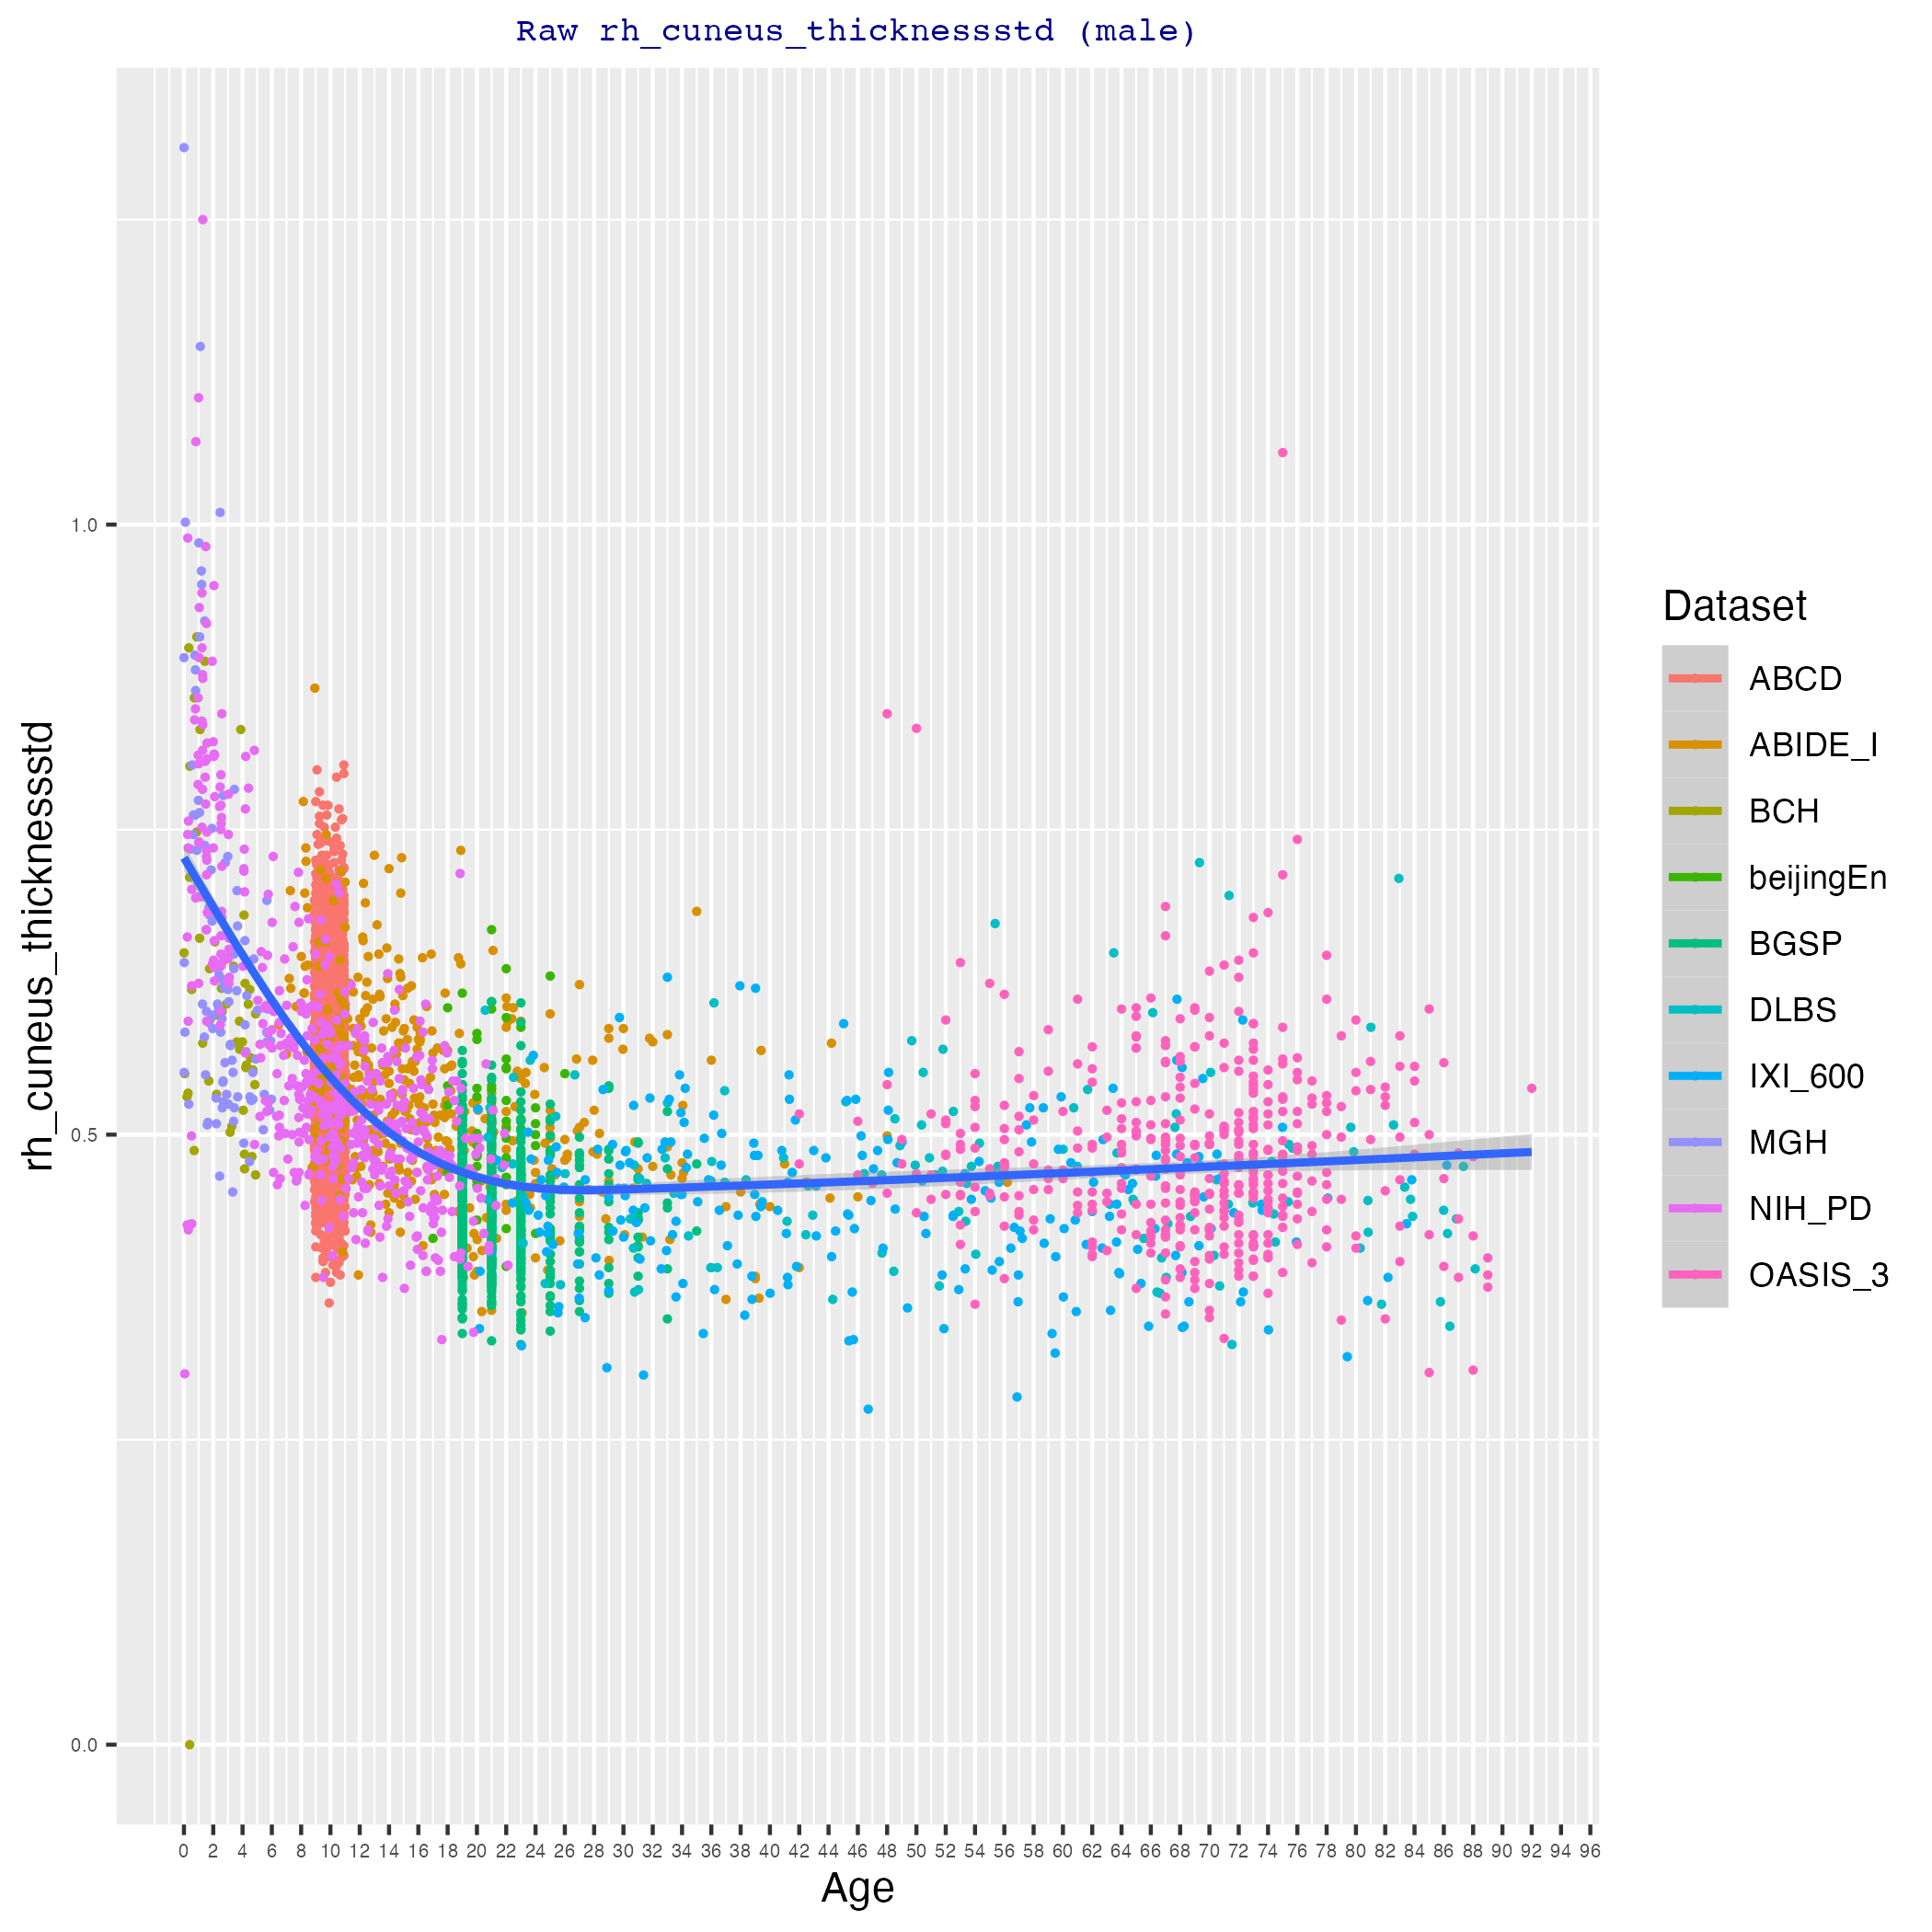 Raw rh_cuneus_thicknessstd (male)
rh_cuneus_thicknessstd
1.0
0.5
0.0
0 2 4 6 8 10 12 14 16 18 20 22 24 26 28 30 32 34 36 38 40 42 44 46 48 50 52 54 56 58 60 62 64 66 68 70 72 74 76 78 80 82 84 86 88 90 92 94 96
Age
Dataset
ABCD
ABIDE_I
BCH
beijingEn
BGSP
DLBS
IXI_600
MGH
NIH_PD
OASIS_3